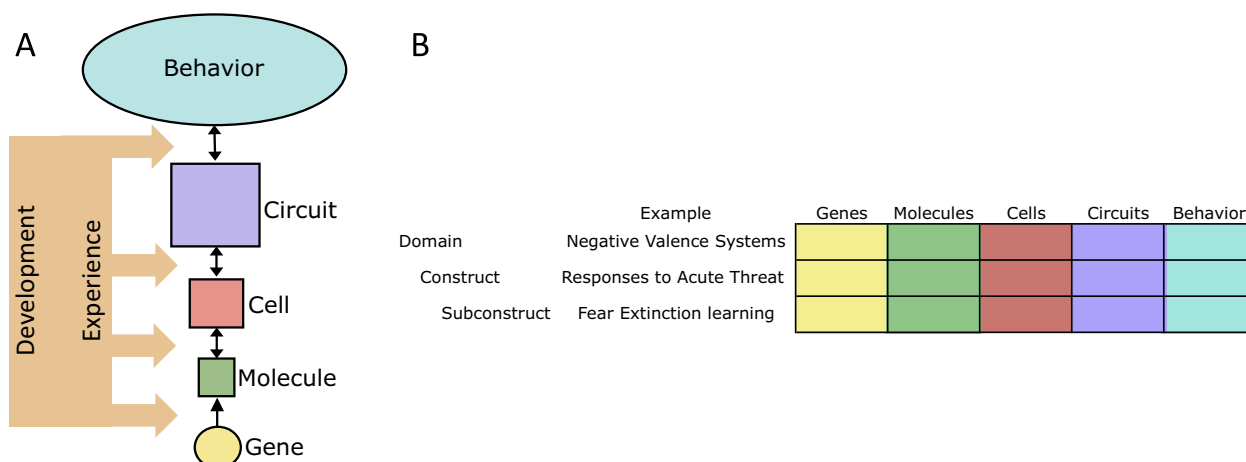 A
Behavior
Circuit
Cell
Molecule
Gene
Development
Experience
B
Example Genes Molecules Cells Circuits Behavior
Domain Negative Valence Systems
Construct Responses to Acute Threat
Subconstruct Fear Extinction learning